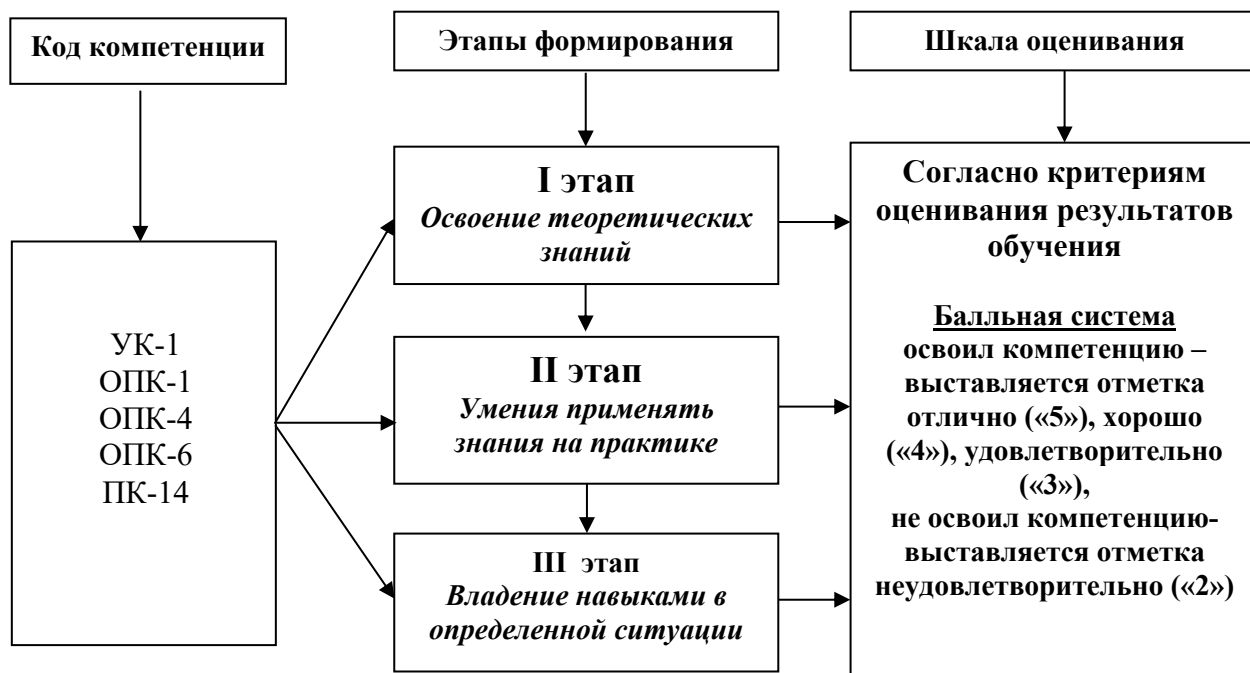 Код компетенции
Этапы формирования
Шкала оценивания
УК-1
ОПК-1
ОПК-4
ОПК-6
ПК-14
I этап
Освоение теоретических
знаний
II этап
Умения применять
знания на практике
III этап
Владение навыками в
определенной ситуации
Согласно критериям
оценивания результатов
обучения
Балльная система
освоил компетенцию –
выставляется отметка
отлично («5»), хорошо
(«4»), удовлетворительно
(«3»),
не освоил компетенцию-
выставляется отметка
неудовлетворительно («2»)